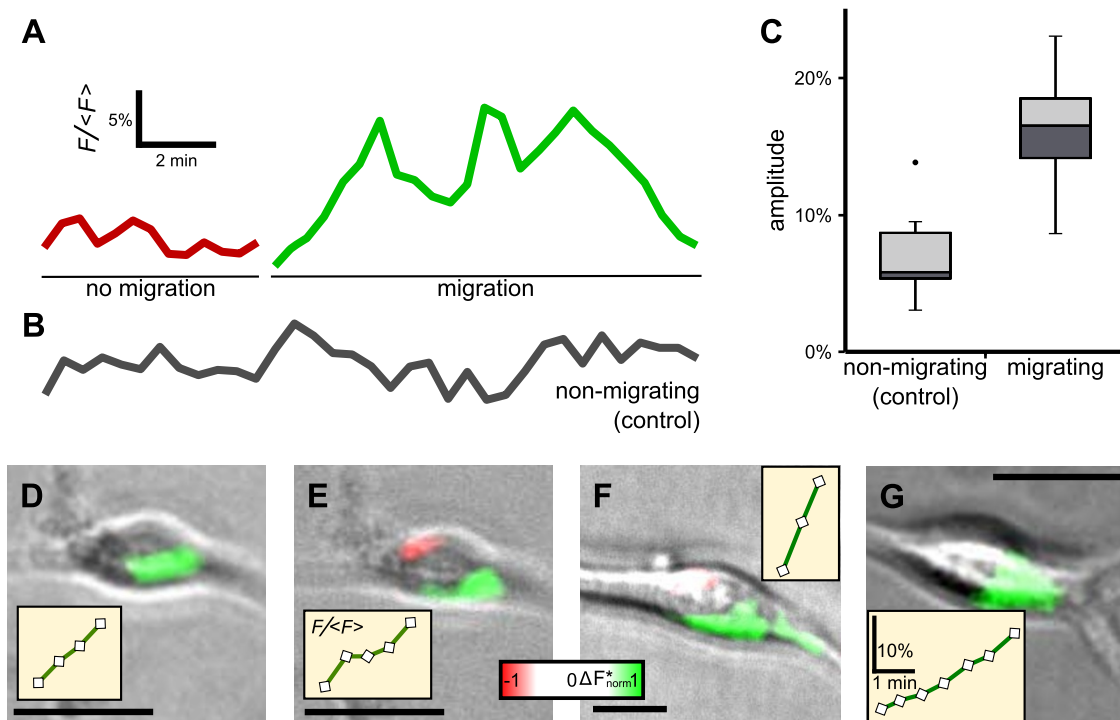 A
F/<F>
5%
2 min
no migration
migration
B
non-migrating
(control)
C
amplitude
20%
10%
0%
non-migrating
(control)
migrating
D
E
F/<F>
F
G
10%
1 min
-1 0 ΔF*norm 1